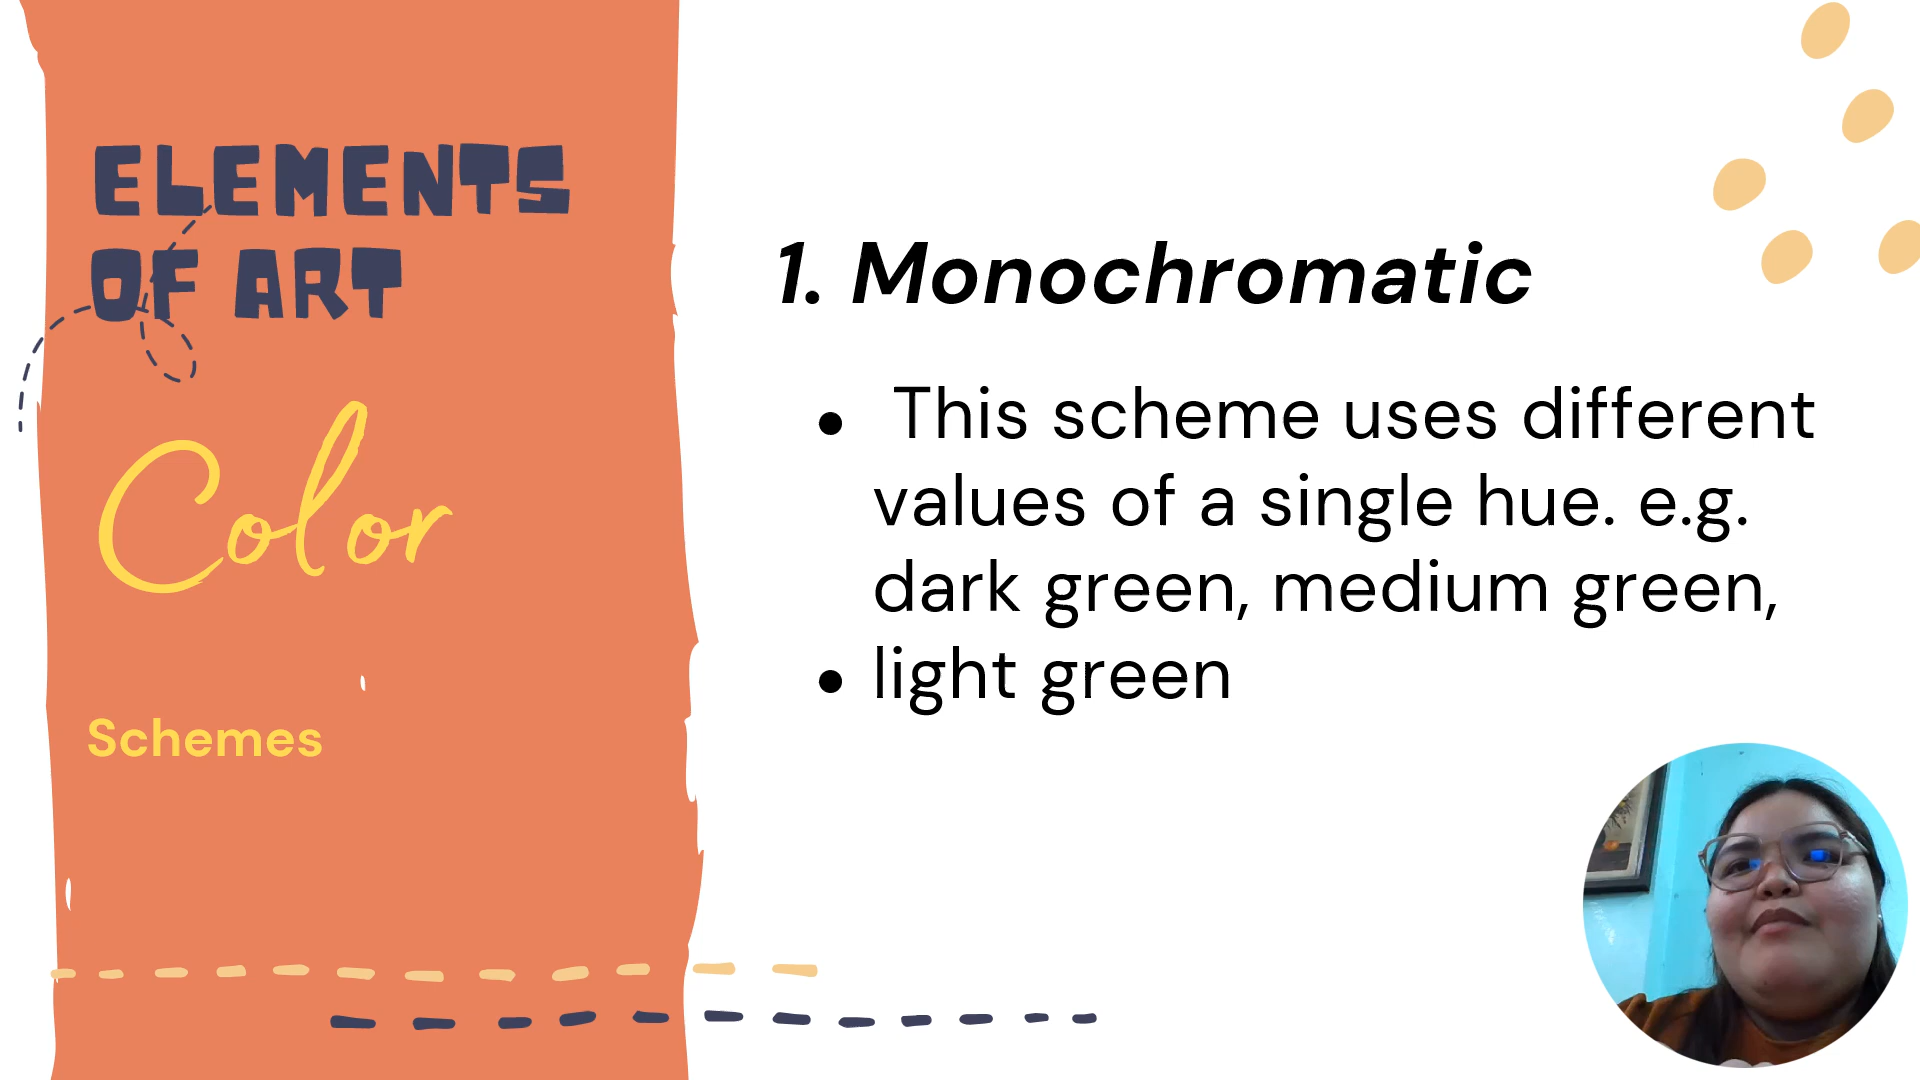 ELEMENTS
OF ART
Color
Schemes
1. Monochromatic
• This scheme uses different
values of a single hue. e.g.
dark green, medium green,
• light green